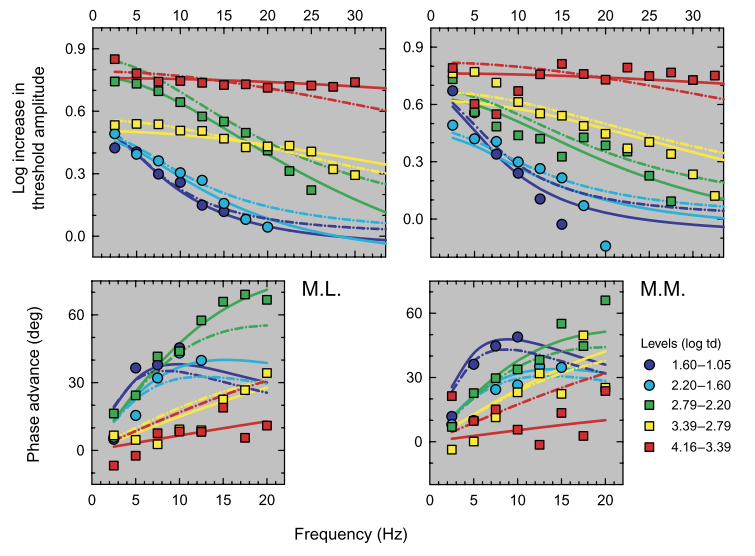 0 5 10 15 20 25 30 0 5 10 15 20 25 30
0.9 0.9
0.6 0.6
0.3 0.3
0.0 0.0
Log increase in
threshold amplitude
M.L. M.M.
60 60
30 30
0 0
Phase advance (deg)
Levels (log td)
1.60–1.05
2.20–1.60
2.79–2.20
3.39–2.79
4.16–3.39
0 5 10 15 20 0 5 10 15 20
Frequency (Hz)